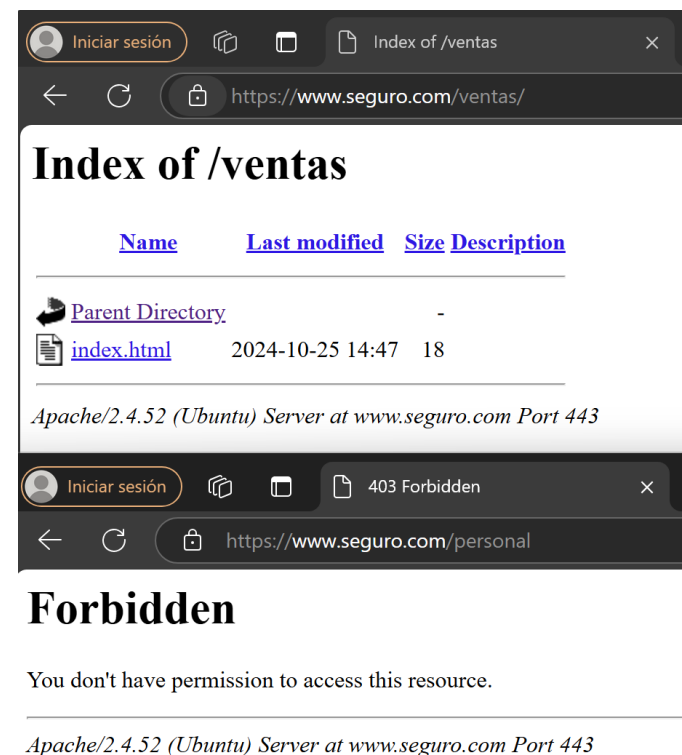 Iniciar sesión
Index of /ventas
https://www.seguro.com/ventas/
Index of /ventas
Name Last modified Size Description
Parent Directory -
index.html 2024-10-25 14:47 18
Apache/2.4.52 (Ubuntu) Server at www.seguro.com Port 443
Iniciar sesión
403 Forbidden
https://www.seguro.com/personal
Forbidden
You don't have permission to access this resource.
Apache/2.4.52 (Ubuntu) Server at www.seguro.com Port 443